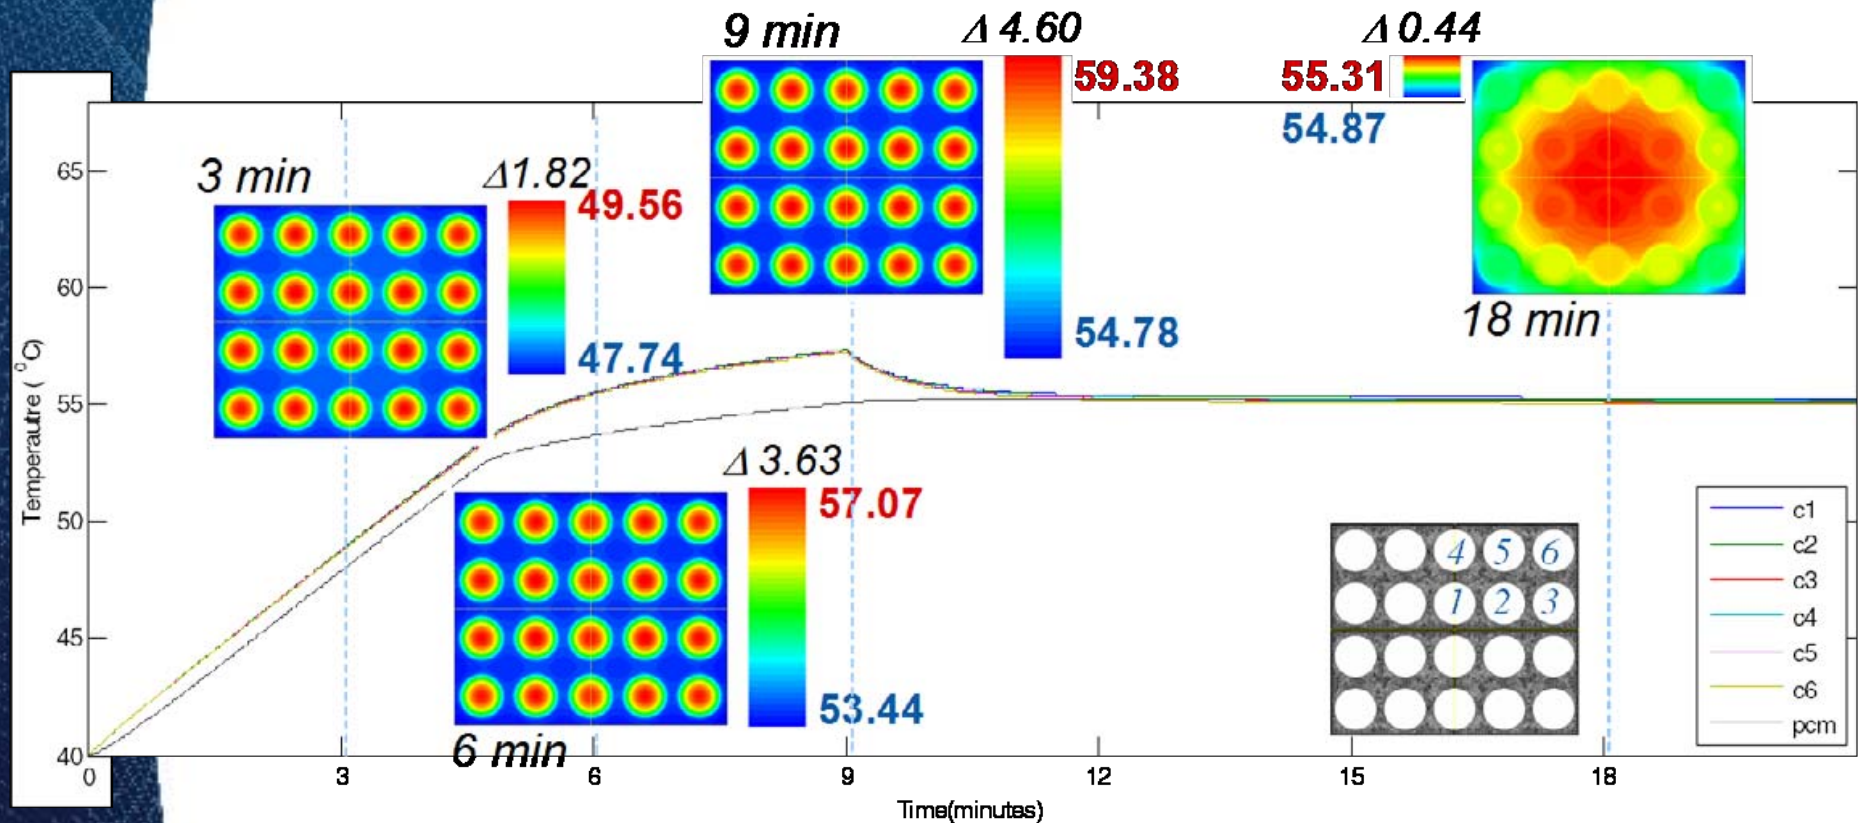 9 min
Δ 4.60
Δ 0.44
59.38
55.31
54.87
3 min
Δ1.82
49.56
47.74
54.78
18 min
Δ 3.63
57.07
53.44
6 min
65
60
55
50
45
40
Temperautre ( °C)
0 3 6 9 12 15 18
Time(minutes)
4 5 6
1 2 3
c1
c2
c3
c4
c5
c6
pcm